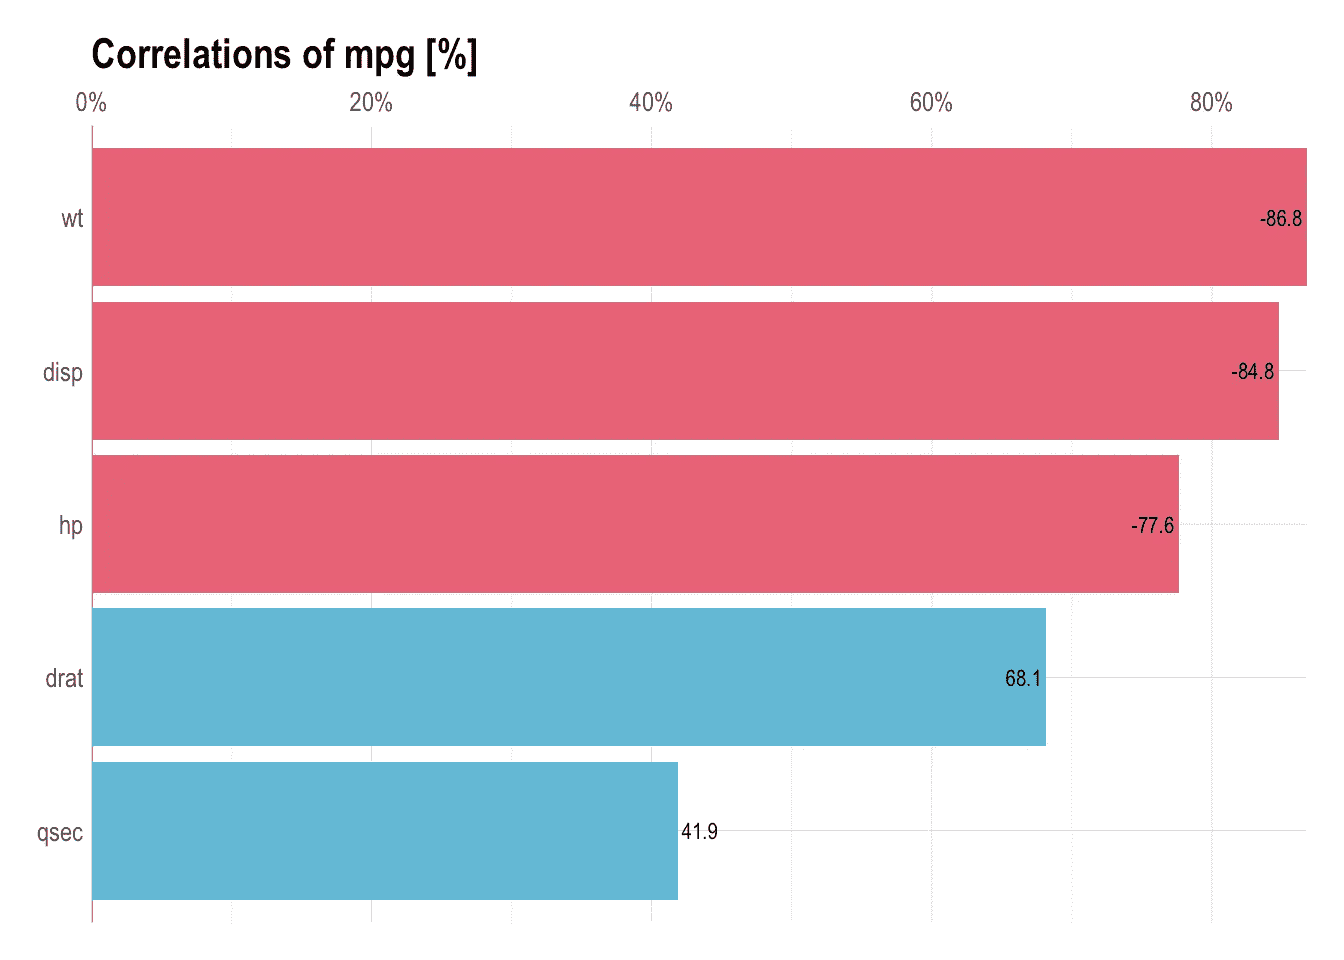 Correlations of mpg [%]
0% 20% 40% 60% 80%
wt -86.8
disp -84.8
hp -77.6
drat 68.1
qsec 41.9